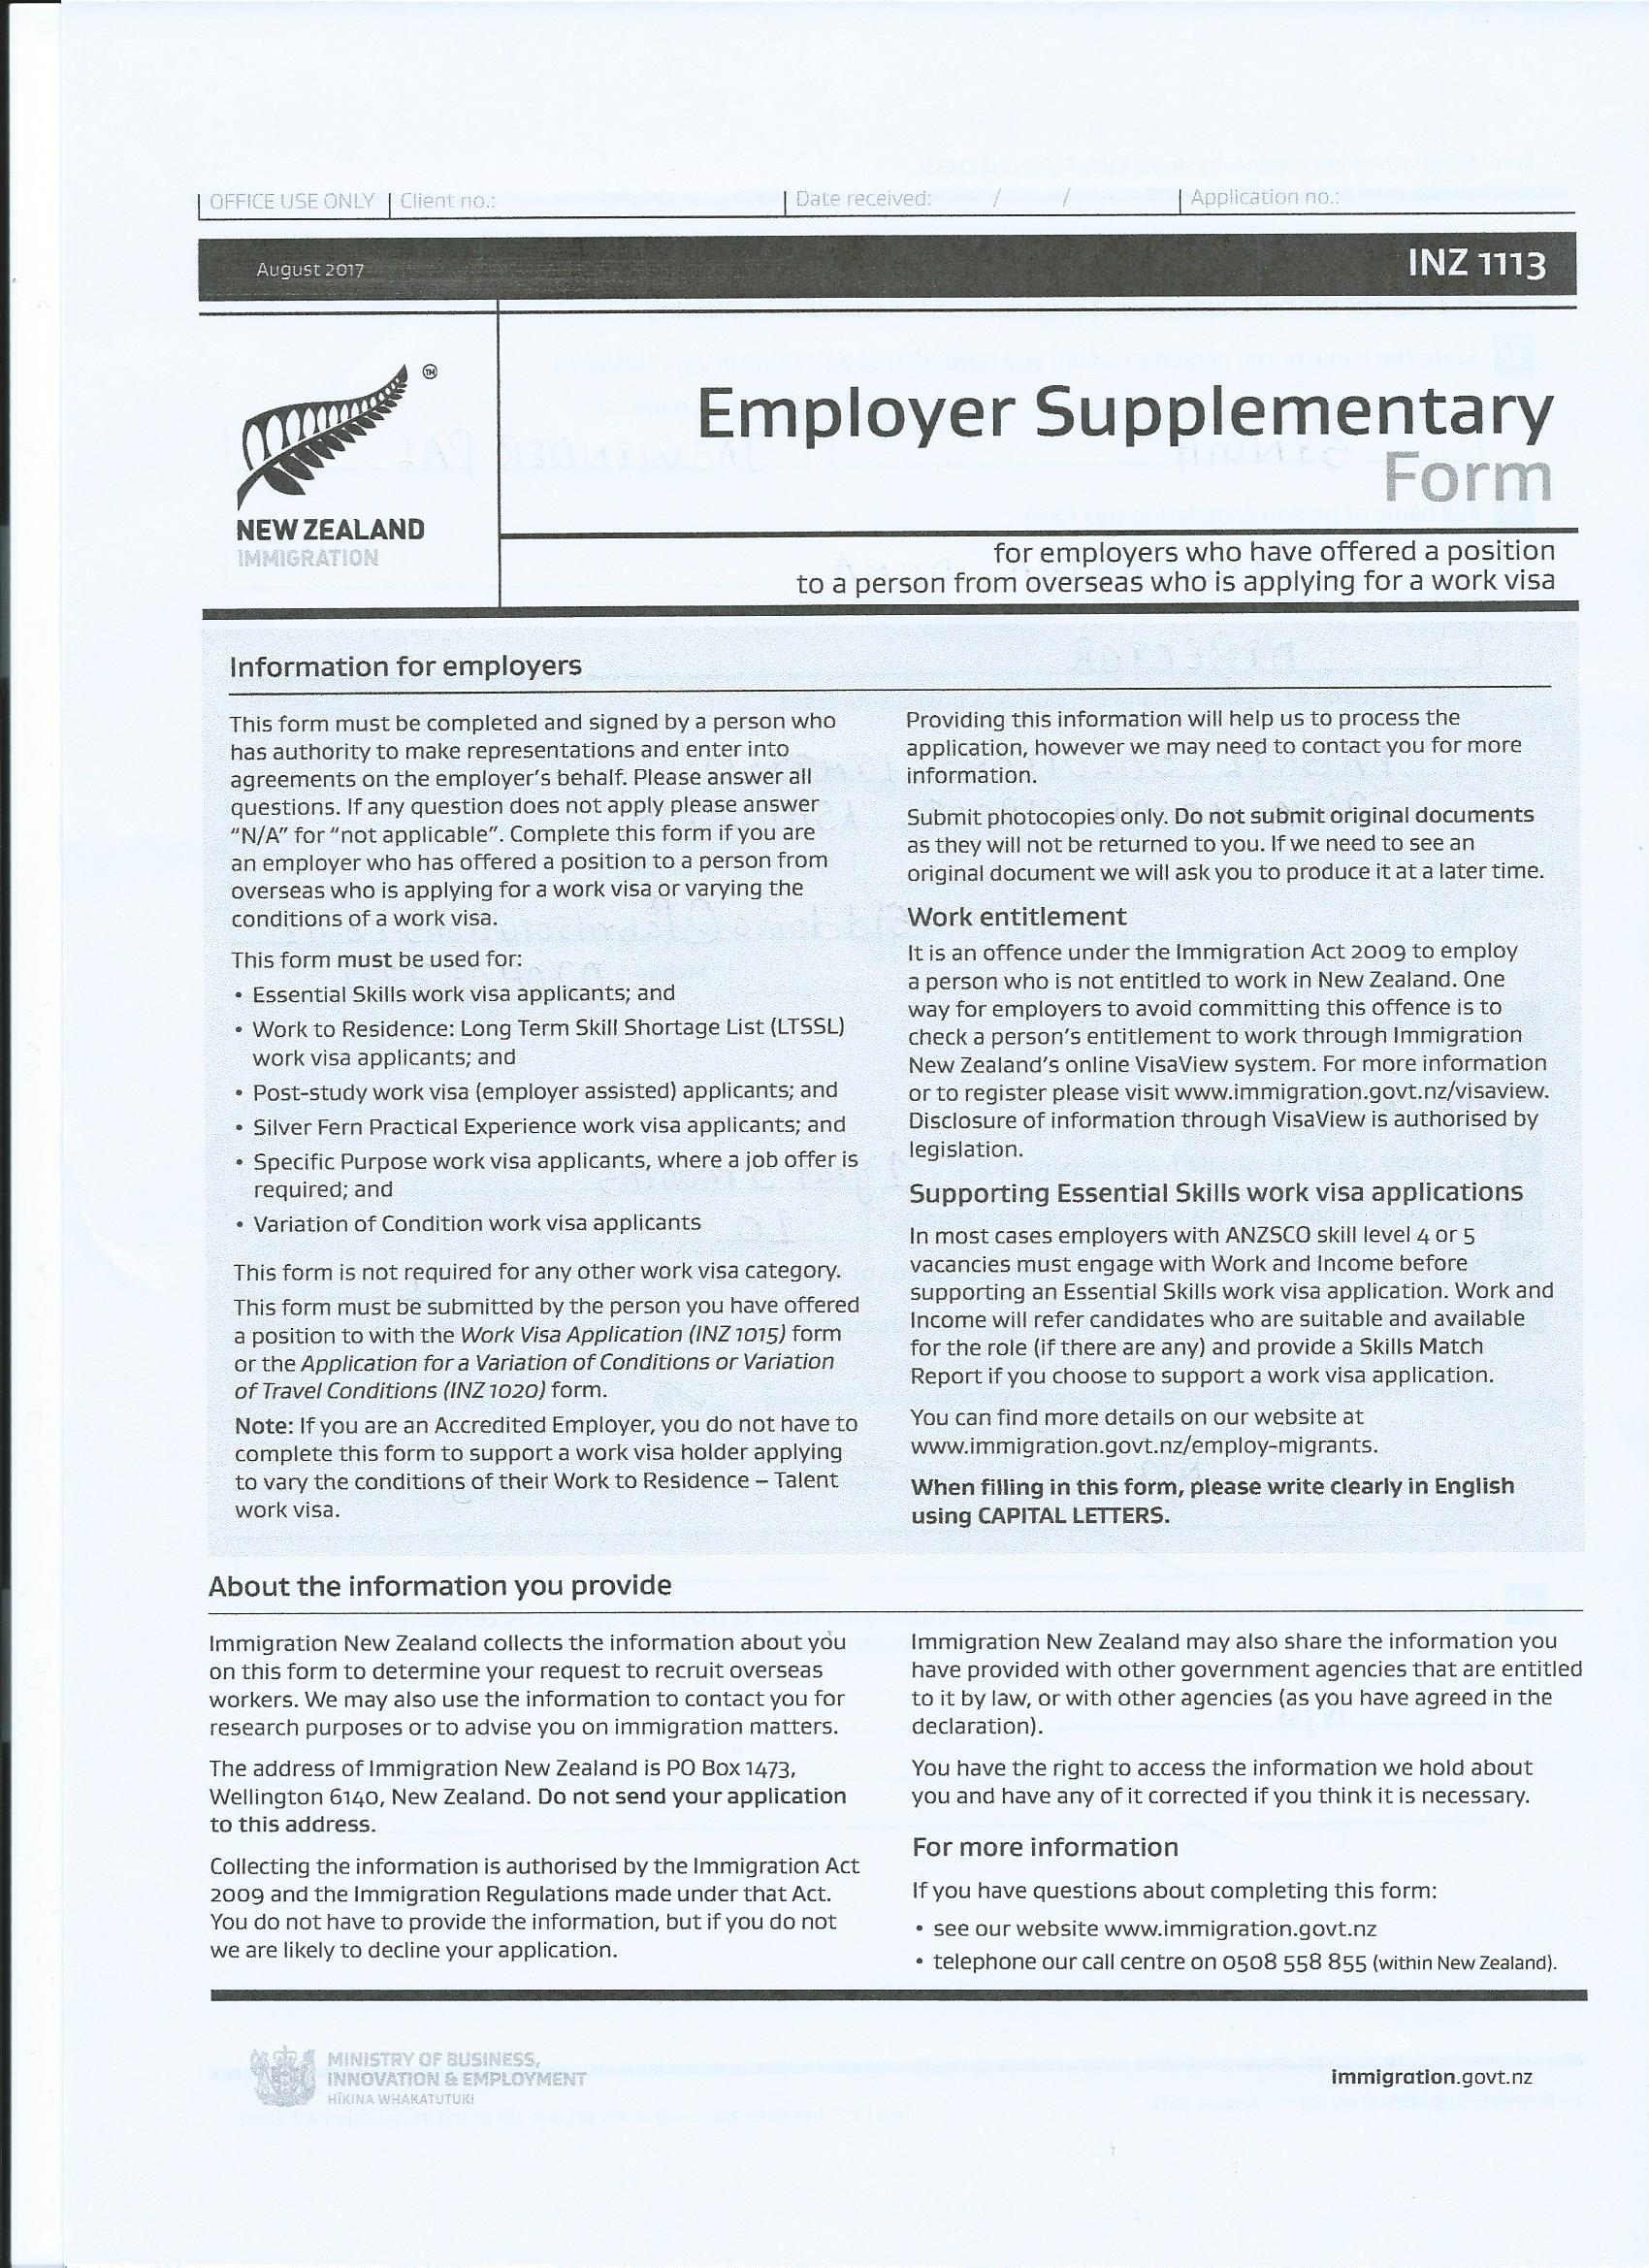 OFFICE USE ONLY Client no.: Date received: / / Application no.:
August 2017 INZ 1113
NEW ZEALAND
IMMIGRATION
Employer Supplementary
Form
for employers who have offered a position
to a person from overseas who is applying for a work visa
Information for employers
This form must be completed and signed by a person who
has authority to make representations and enter into
agreements on the employer's behalf. Please answer all
questions. If any question does not apply please answer
“N/A” for “not applicable”. Complete this form if you are
an employer who has offered a position to a person from
overseas who is applying for a work visa or varying the
conditions of a work visa.
This form must be used for:
• Essential Skills work visa applicants; and
• Work to Residence: Long Term Skill Shortage List (LTSSL)
work visa applicants; and
• Post-study work visa (employer assisted) applicants; and
• Silver Fern Practical Experience work visa applicants; and
• Specific Purpose work visa applicants, where a job offer is
required; and
• Variation of Condition work visa applicants
This form is not required for any other work visa category.
This form must be submitted by the person you have offered
a position to with the Work Visa Application (INZ 1015) form
or the Application for a Variation of Conditions or Variation
of Travel Conditions (INZ 1020) form.
Note: If you are an Accredited Employer, you do not have to
complete this form to support a work visa holder applying
to vary the conditions of their Work to Residence – Talent
work visa.
Providing this information will help us to process the
application, however we may need to contact you for more
information.
Submit photocopies only. Do not submit original documents
as they will not be returned to you. If we need to see an
original document we will ask you to produce it at a later time.
Work entitlement
It is an offence under the Immigration Act 2009 to employ
a person who is not entitled to work in New Zealand. One
way for employers to avoid committing this offence is to
check a person's entitlement to work through Immigration
New Zealand's online VisaView system. For more information
or to register please visit www.immigration.govt.nz/visaview.
Disclosure of information through VisaView is authorised by
legislation.
Supporting Essential Skills work visa applications
In most cases employers with ANZSCO skill level 4 or 5
vacancies must engage with Work and Income before
supporting an Essential Skills work visa application. Work and
Income will refer candidates who are suitable and available
for the role (if there are any) and provide a Skills Match
Report if you choose to support a work visa application.
You can find more details on our website at
www.immigration.govt.nz/employ-migrants.
When filling in this form, please write clearly in English
using CAPITAL LETTERS.
About the information you provide
Immigration New Zealand collects the information about you
on this form to determine your request to recruit overseas
workers. We may also use the information to contact you for
research purposes or to advise you on immigration matters.
The address of Immigration New Zealand is PO Box 1473,
Wellington 6140, New Zealand. Do not send your application
to this address.
Collecting the information is authorised by the Immigration Act
2009 and the Immigration Regulations made under that Act.
You do not have to provide the information, but if you do not
we are likely to decline your application.
Immigration New Zealand may also share the information you
have provided with other government agencies that are entitled
to it by law, or with other agencies (as you have agreed in the
declaration).
You have the right to access the information we hold about
you and have any of it corrected if you think it is necessary.
For more information
If you have questions about completing this form:
• see our website www.immigration.govt.nz
• telephone our call centre on 0508 558 855 (within New Zealand).
MINISTRY OF BUSINESS,
INNOVATION & EMPLOYMENT
HĪKINA WHAKATUTUKI
immigration.govt.nz